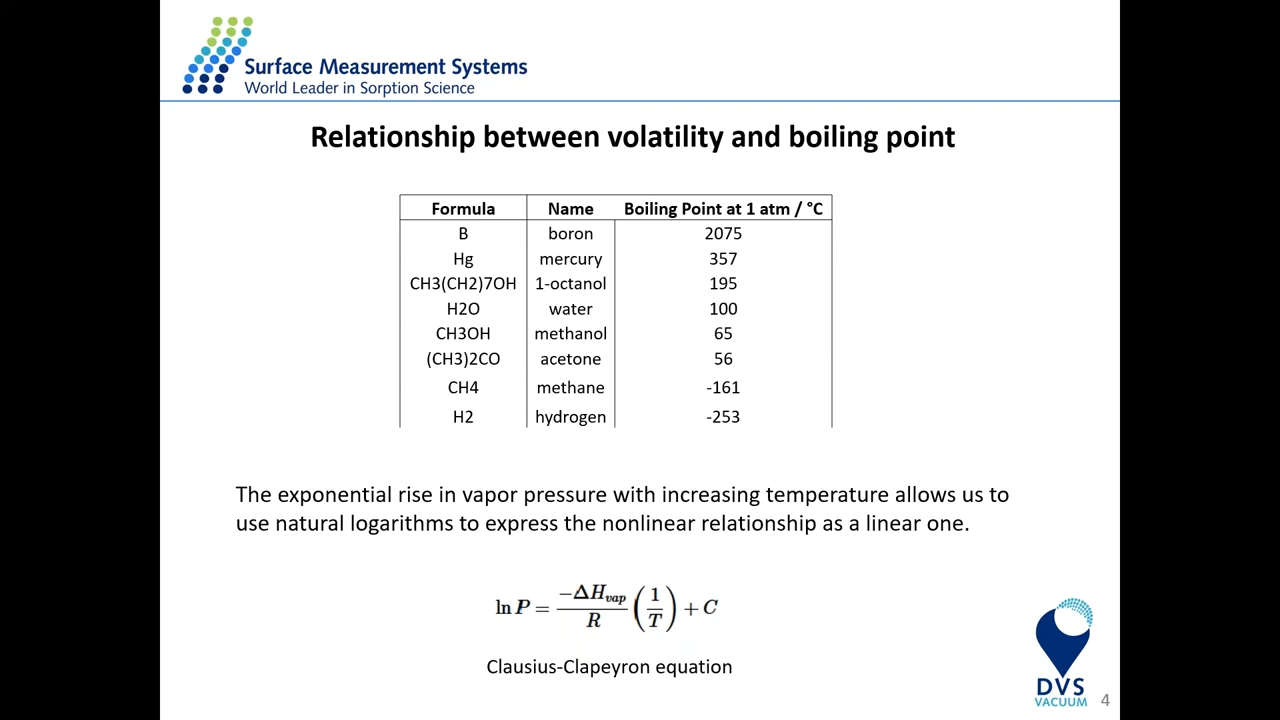 Surface Measurement Systems
World Leader in Sorption Science
Relationship between volatility and boiling point
Formula Name Boiling Point at 1 atm / °C
B boron 2075
Hg mercury 357
CH3(CH2)7OH 1-octanol 195
H2O water 100
CH3OH methanol 65
(CH3)2CO acetone 56
CH4 methane -161
H2 hydrogen -253
The exponential rise in vapor pressure with increasing temperature allows us to
use natural logarithms to express the nonlinear relationship as a linear one.
ln P = −ΔHvap / R (1 / T) + C
Clausius-Clapeyron equation
DVS
VACUUM
4